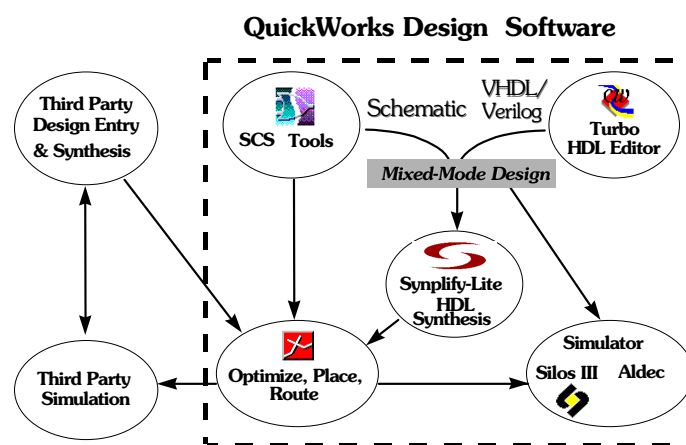 QuickWorks Design Software
Third Party
Design Entry
& Synthesis
SCS Tools
Schematic
VHDL/
Verilog
Turbo
HDL Editor
Mixed-Mode Design
Synplify-Lite
HDL
Synthesis
Third Party
Simulation
Optimize, Place,
Route
Simulator
Silos III Aldec